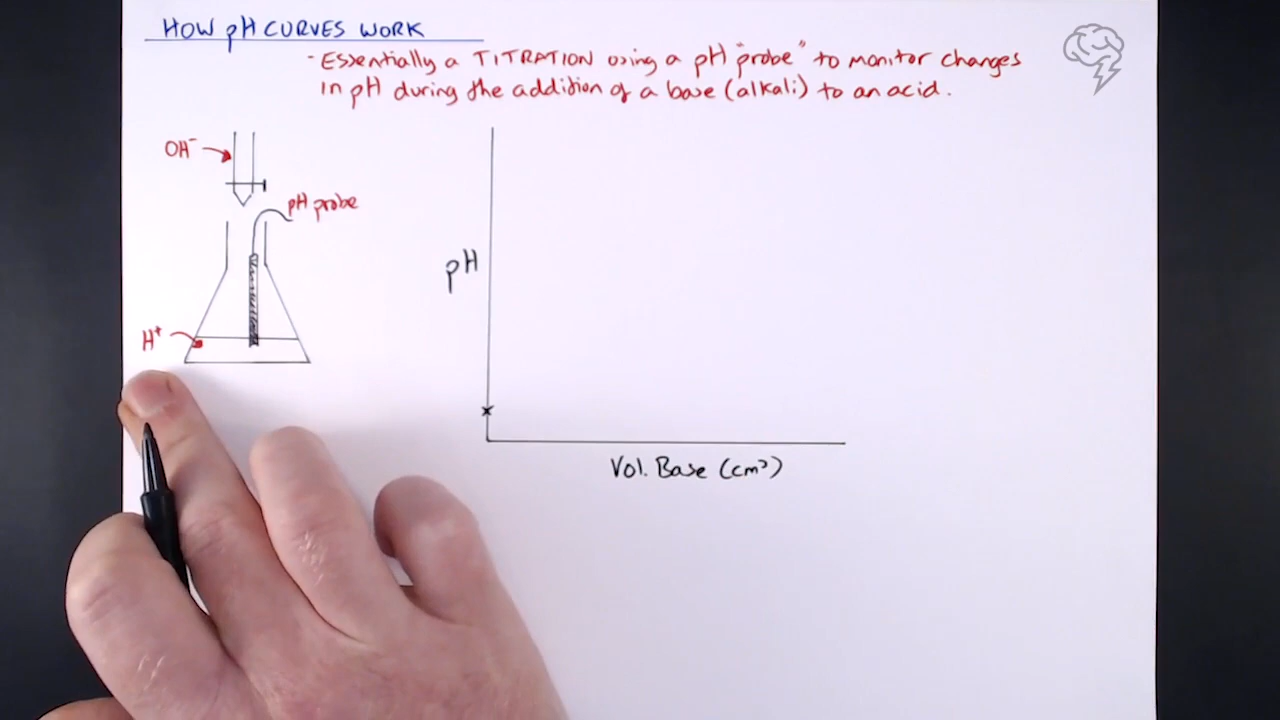 HOW pH CURVES WORK
- Essentially a TITRATION using a pH "probe" to monitor changes
in pH during the addition of a base (alkali) to an acid.
OH⁻
pH probe
H⁺
pH
Vol. Base (cm³)